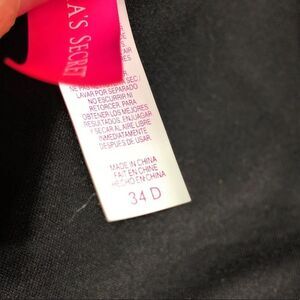 A'S SECRET
SEC/
LAVAR POR SEPARADO
NO ESCURRIR NI
RETORCER. PARA
OBTENER LOS MEJORES
RESULTADOS, ENJUAGAR
Y SECAR AL AIRE LIBRE
INMEDIATAMENTE
DESPUÉS DE USAR.
MADE IN CHINA
FAIT EN CHINE
HECHO EN CHINA
34 D